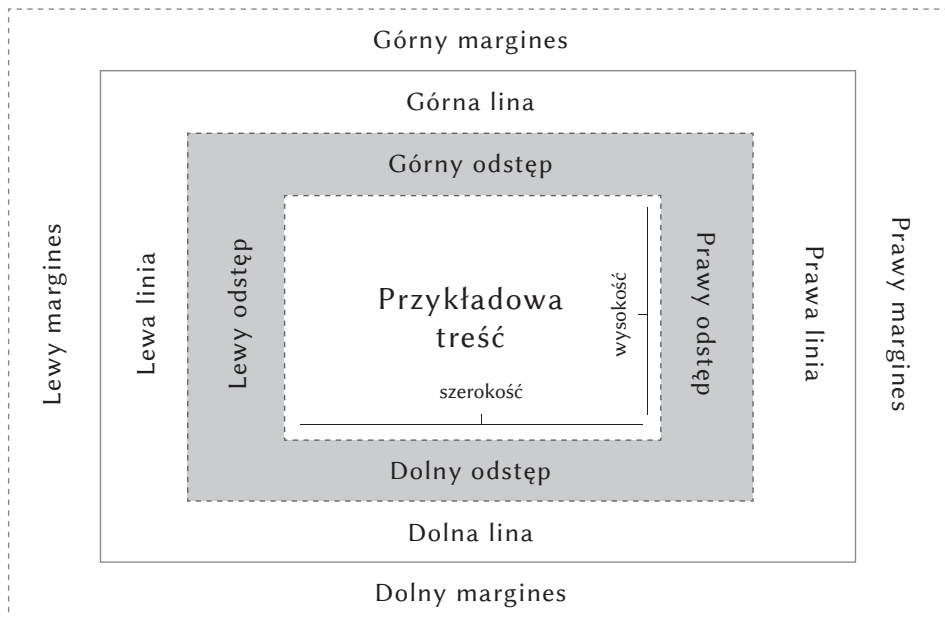 Górny margines
Górna lina
Górny odstęp
Lewy margines
Lewa linia
Lewy odstęp
Przykładowa
treść
wysokość
szerokość
Prawy odstęp
Prawa linia
Prawy margines
Dolny odstęp
Dolna lina
Dolny margines